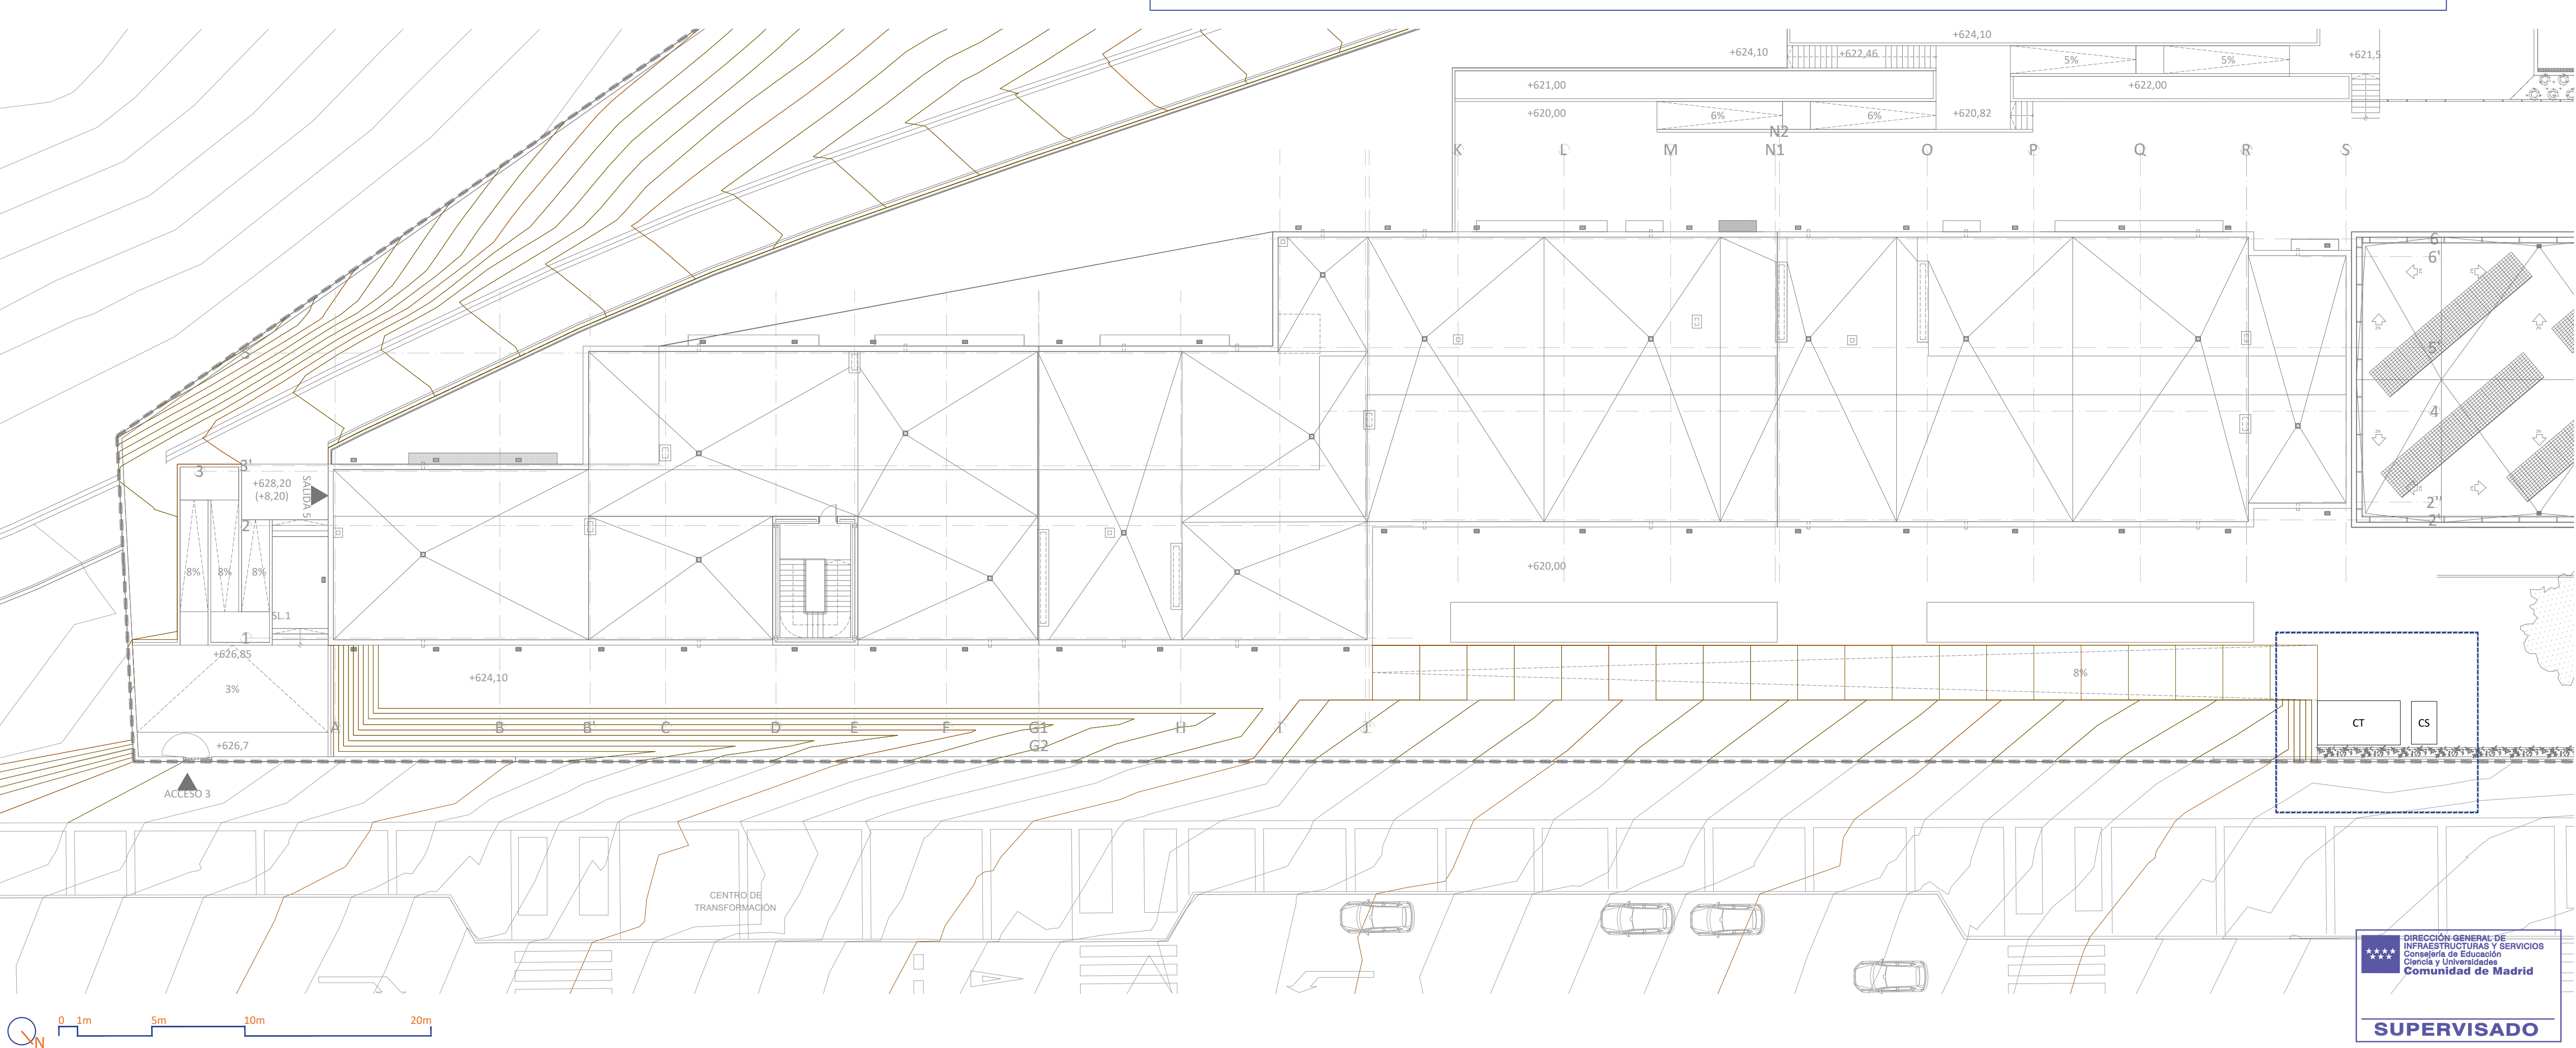 +624,10
+624,10
+622,46
5%
5%
+621,5
+621,00
+622,00
+620,00
6%
6%
+620,82
N2
K
L
M
N1
O
P
Q
R
S
6
6'
5
5'
4
3
3'
+628,20
(+8,20)
SALIDA S
2
2''
2'
8%
8%
8%
+620,00
SL.1
1
+626,85
3%
+624,10
8%
A
B
B'
C
D
E
F
G1
H
I
J
CT
CS
+626,7
G2
ACCESO 3
CENTRO DE
TRANSFORMACIÓN
DIRECCIÓN GENERAL DE
INFRAESTRUCTURAS Y SERVICIOS
Consejería de Educación
Ciencia y Universidades
Comunidad de Madrid
SUPERVISADO
0 1m 5m 10m 20m
N